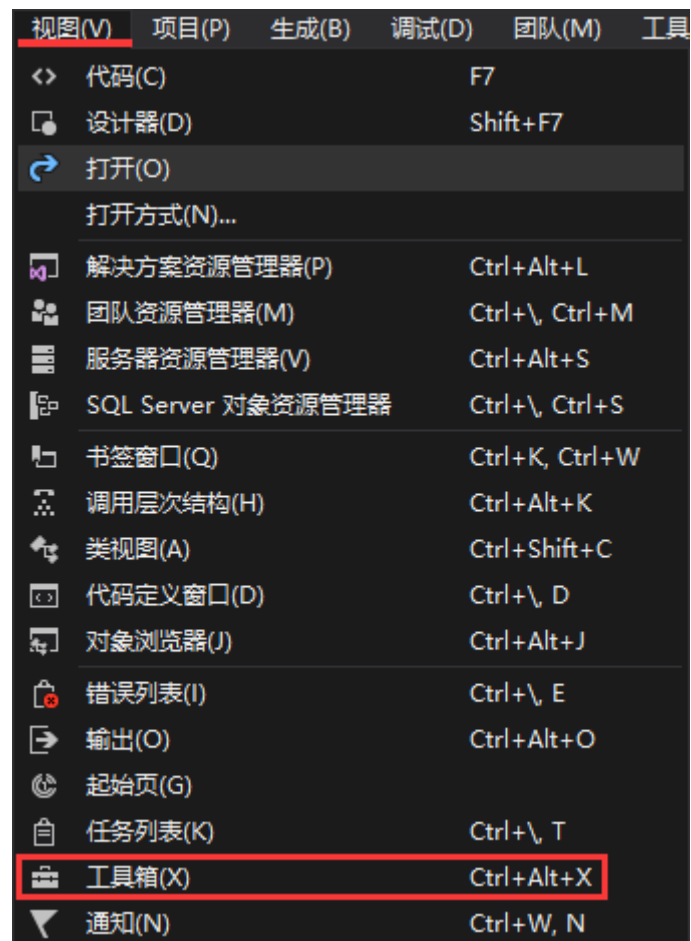 视图(V) 项目(P) 生成(B) 调试(D) 团队(M) 工具
代码(C) F7
设计器(D) Shift+F7
打开(O)
打开方式(N)...
解决方案资源管理器(P) Ctrl+Alt+L
团队资源管理器(M) Ctrl+\, Ctrl+M
服务器资源管理器(V) Ctrl+Alt+S
SQL Server 对象资源管理器 Ctrl+\, Ctrl+S
书签窗口(Q) Ctrl+K, Ctrl+W
调用层次结构(H) Ctrl+Alt+K
类视图(A) Ctrl+Shift+C
代码定义窗口(D) Ctrl+\, D
对象浏览器(J) Ctrl+Alt+J
错误列表(I) Ctrl+\, E
输出(O) Ctrl+Alt+O
起始页(G)
任务列表(K) Ctrl+\, T
工具箱(X) Ctrl+Alt+X
通知(N) Ctrl+W, N